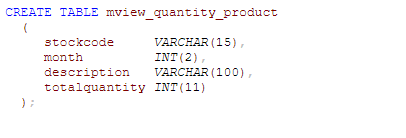 CREATE TABLE mview_quantity_product
(
stockcode VARCHAR(15),
month INT(2),
description VARCHAR(100),
totalquantity INT(11)
);